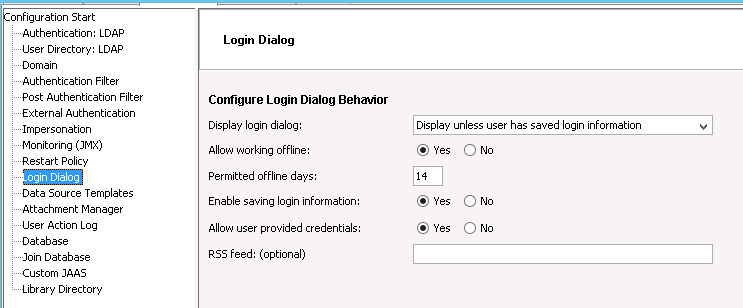 Configuration Start
Authentication: LDAP
User Directory: LDAP
Domain
Authentication Filter
Post Authentication Filter
External Authentication
Impersonation
Monitoring (JMX)
Restart Policy
Login Dialog
Data Source Templates
Attachment Manager
User Action Log
Database
Join Database
Custom JAAS
Library Directory
Login Dialog
Configure Login Dialog Behavior
Display login dialog: Display unless user has saved login information
Allow working offline: Yes No
Permitted offline days: 14
Enable saving login information: Yes No
Allow user provided credentials: Yes No
RSS feed: (optional)